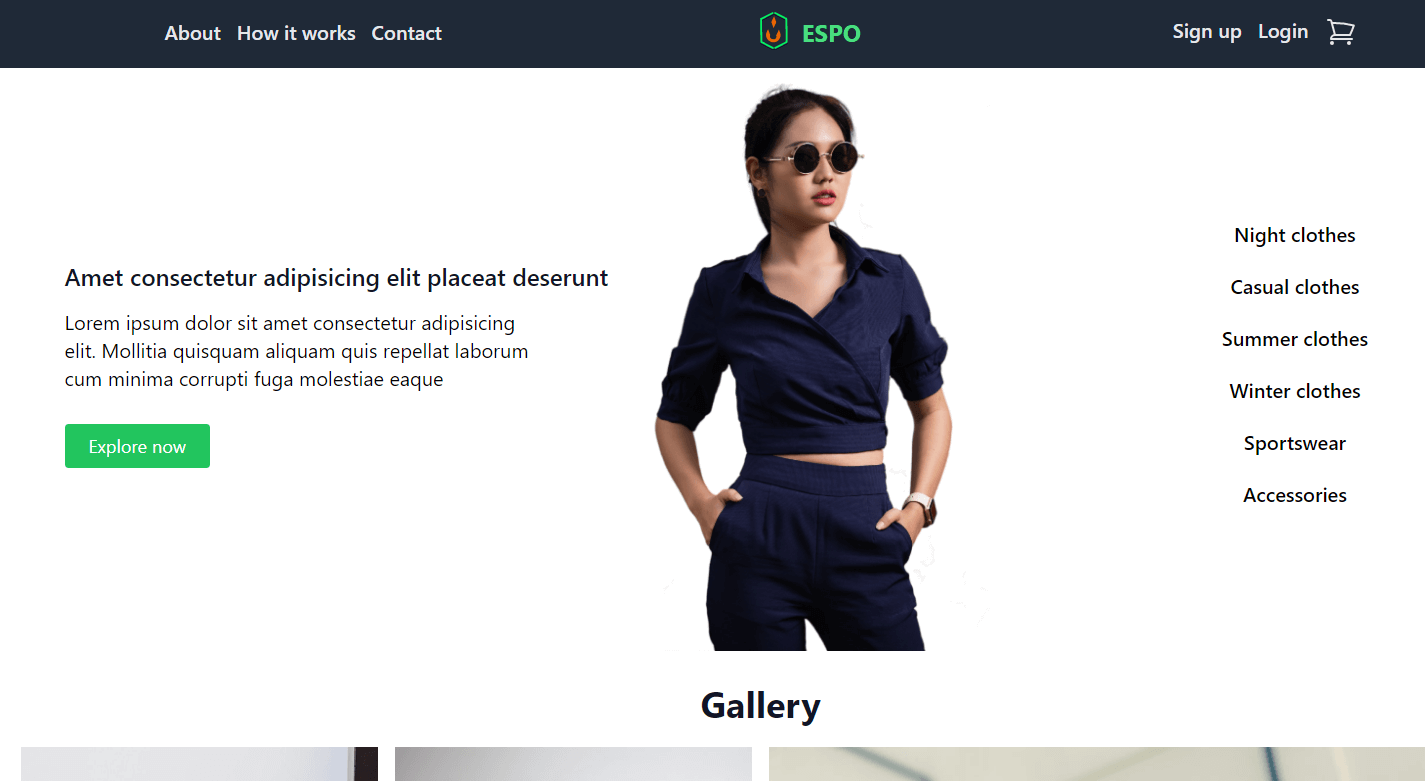 About How it works Contact
ESPO
Sign up Login
Amet consectetur adipisicing elit placeat deserunt
Lorem ipsum dolor sit amet consectetur adipisicing
elit. Mollitia quisquam aliquam quis repellat laborum
cum minima corrupti fuga molestiae eaque
Explore now
Night clothes
Casual clothes
Summer clothes
Winter clothes
Sportswear
Accessories
Gallery